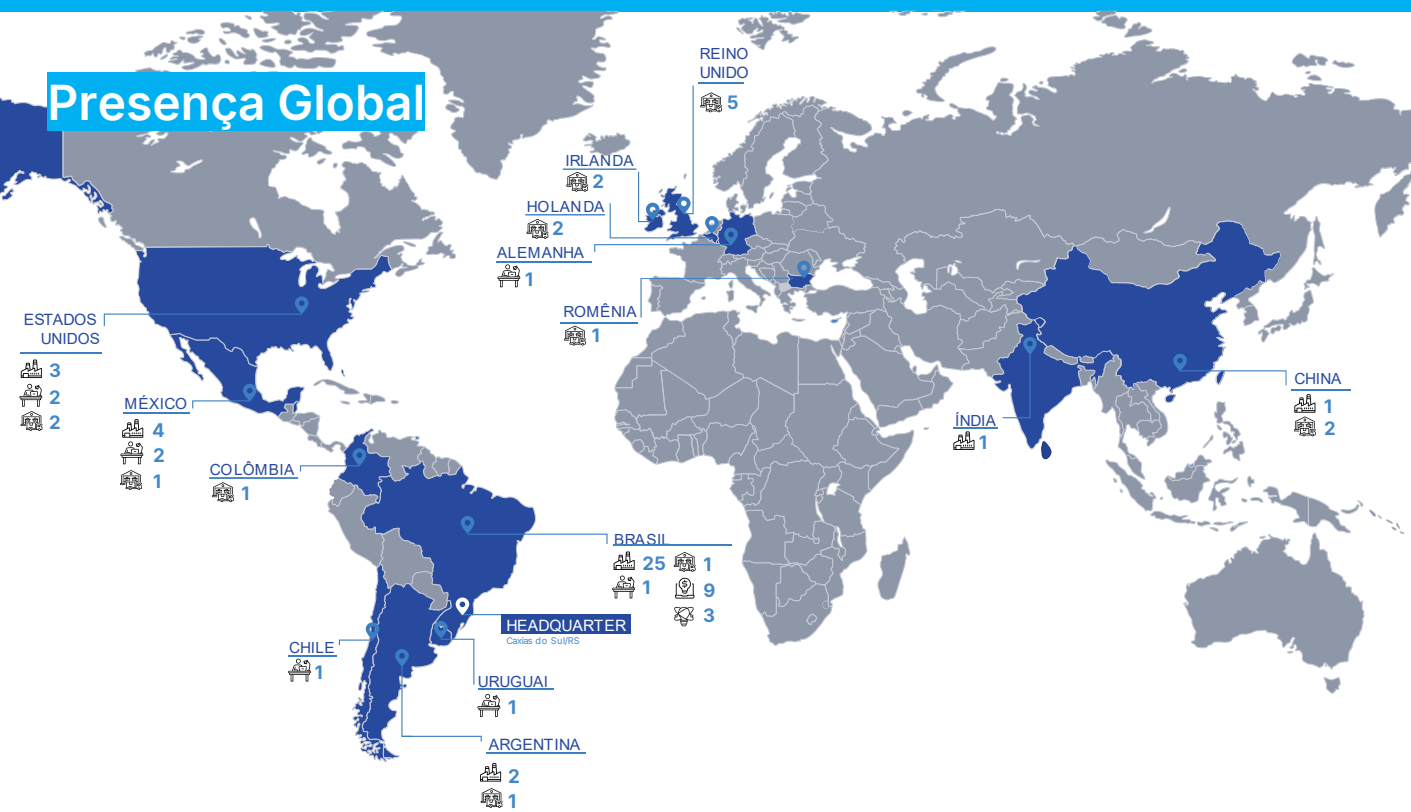 Presença Global
REINO
UNIDO
5
IRLANDA
2
HOLANDA
2
ALEMANHA
1
ROMÊNIA
1
ESTADOS
UNIDOS
3
2
2
MÉXICO
4
2
1
COLÔMBIA
1
CHINA
1
2
ÍNDIA
1
BRASIL
25 1
1 9
3
HEADQUARTER
Caxias do Sul/RS
CHILE
1
URUGUAI
1
ARGENTINA
2
1